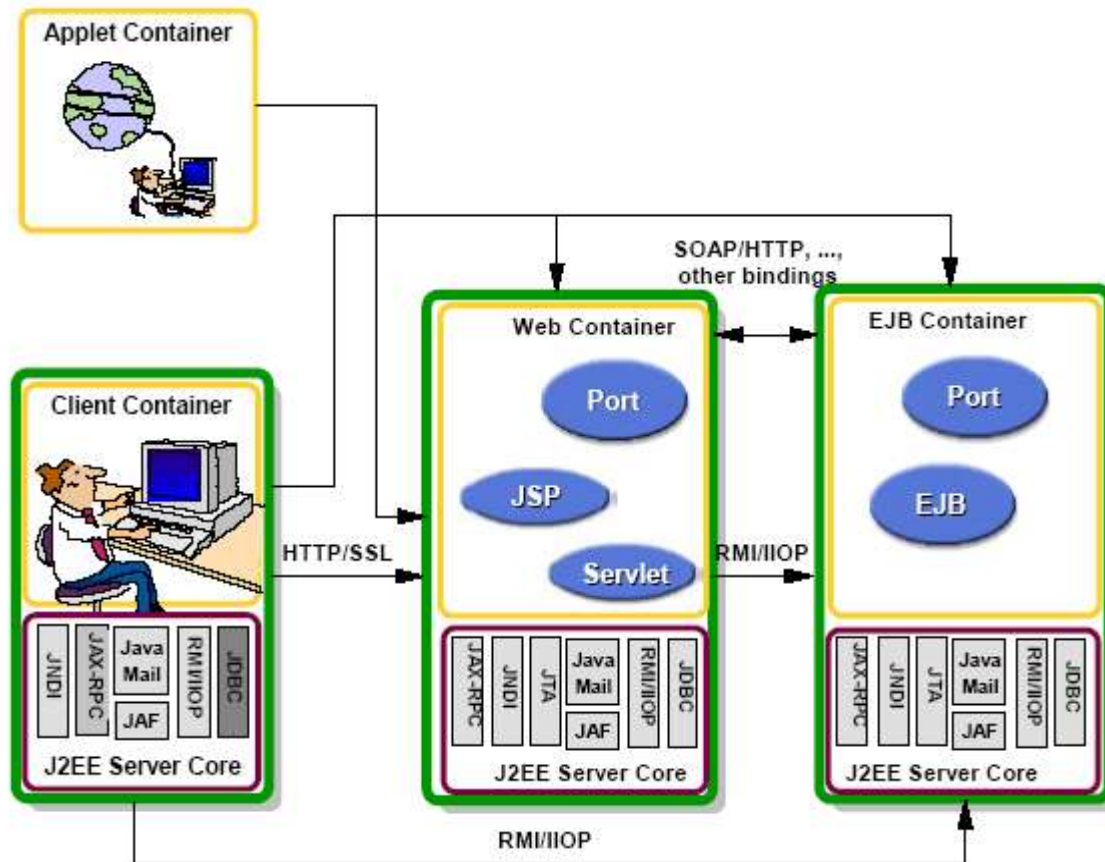 Applet Container
SOAP/HTTP, ...,
other bindings
Web Container
Port
JSP
Servlet
EJB Container
Port
EJB
Client Container
HTTP/SSL
RMI/IIOP
JNDI
JAX-RPC
Java
Mail
JAF
RMI/IIOP
JDBC
J2EE Server Core
JAX-RPC
JNDI
JTA
Java
Mail
JAF
RMI/IIOP
JDBC
J2EE Server Core
JAX-RPC
JNDI
JTA
Java
Mail
JAF
RMI/IIOP
JDBC
J2EE Server Core
RMI/IIOP